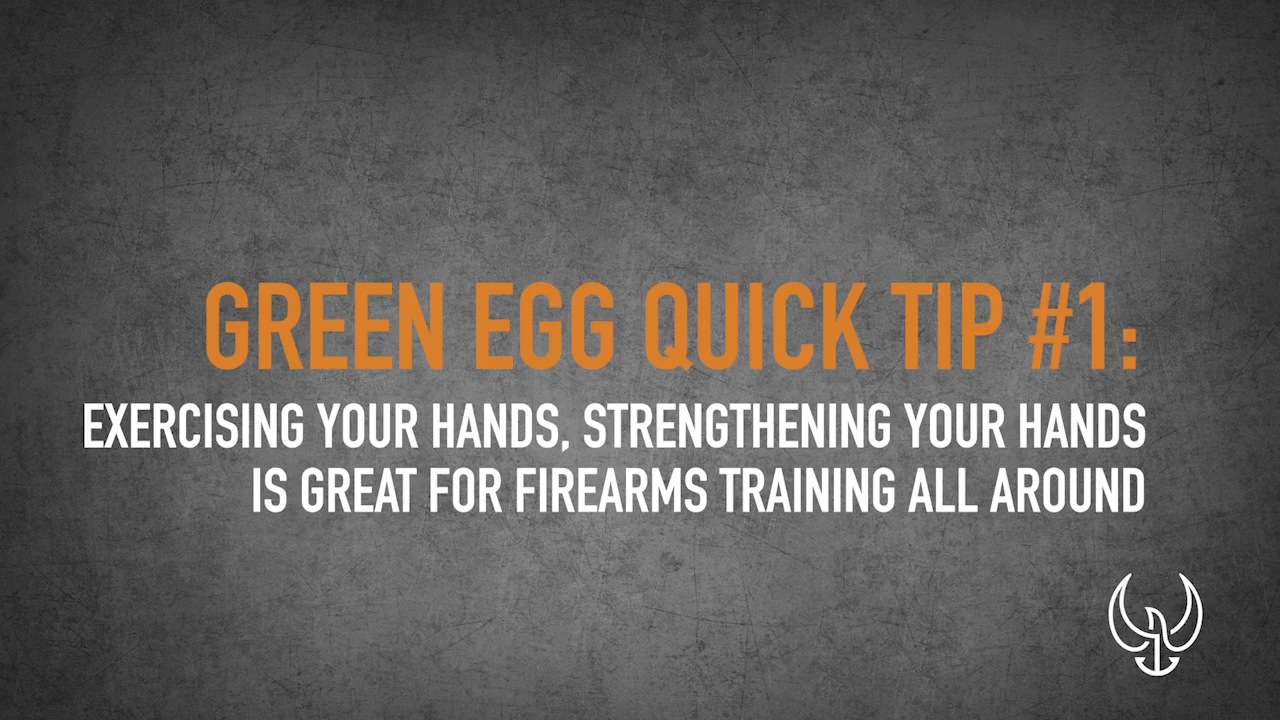 GREEN EGG QUICK TIP #1:
EXERCISING YOUR HANDS, STRENGTHENING YOUR HANDS
IS GREAT FOR FIREARMS TRAINING ALL AROUND